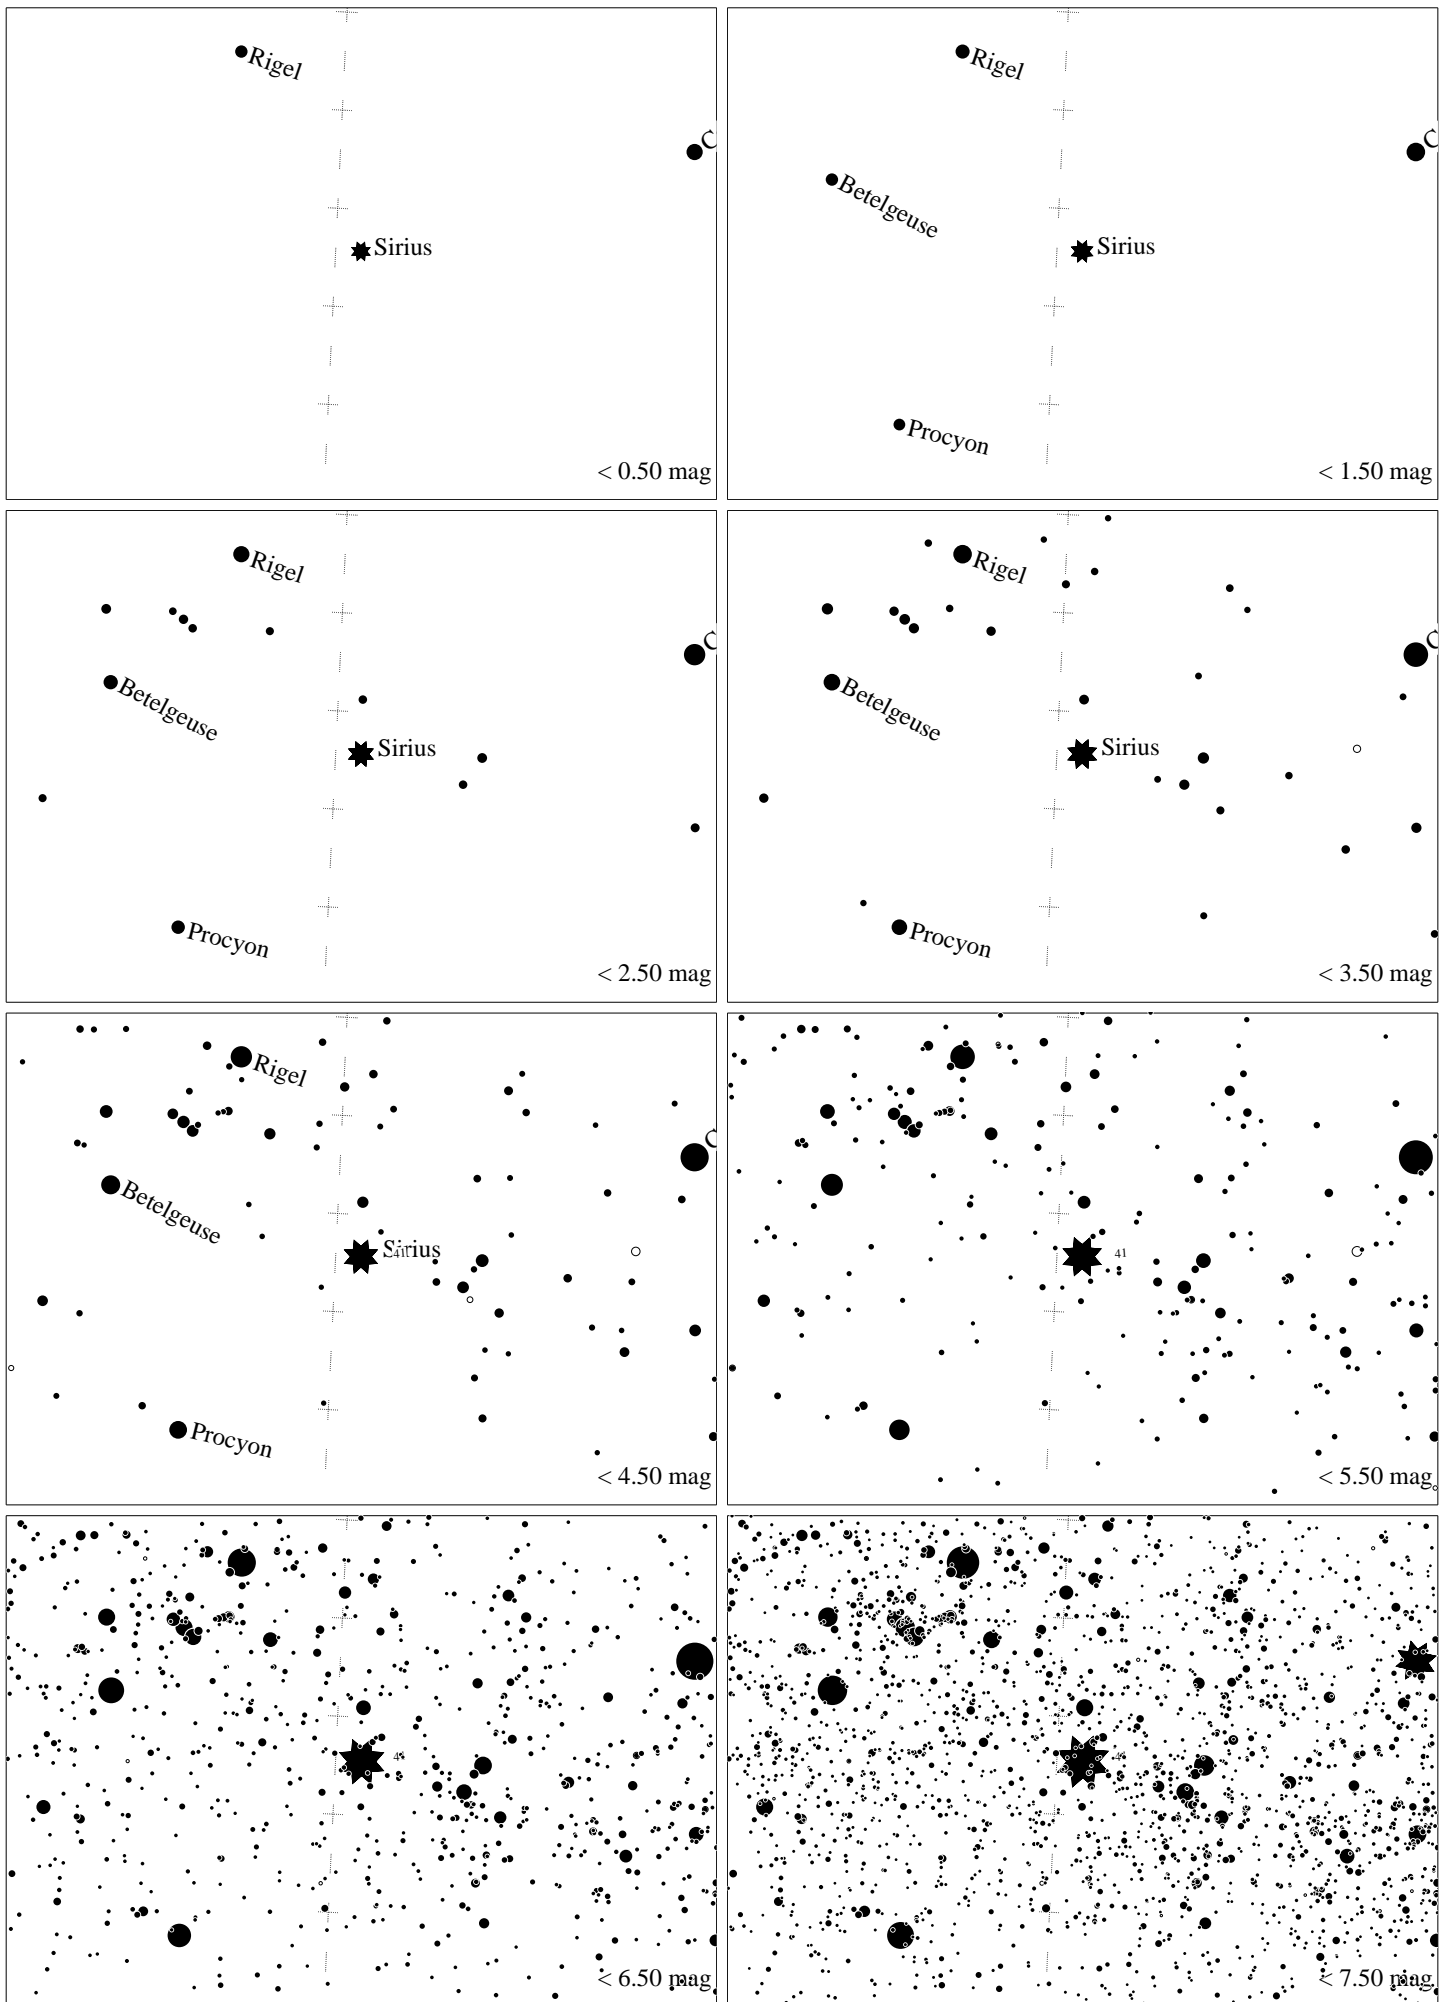 Rigel
C
Sirius
< 0.50 mag
Rigel
C
Betelgeuse
Sirius
Procyon
< 1.50 mag
Rigel
C
Betelgeuse
Sirius
Procyon
< 2.50 mag
Rigel
C
Betelgeuse
Sirius
Procyon
< 3.50 mag
Rigel
C
Betelgeuse
Sirius
41
Procyon
< 4.50 mag
41
< 5.50 mag
< 6.50 mag
< 7.50 mag